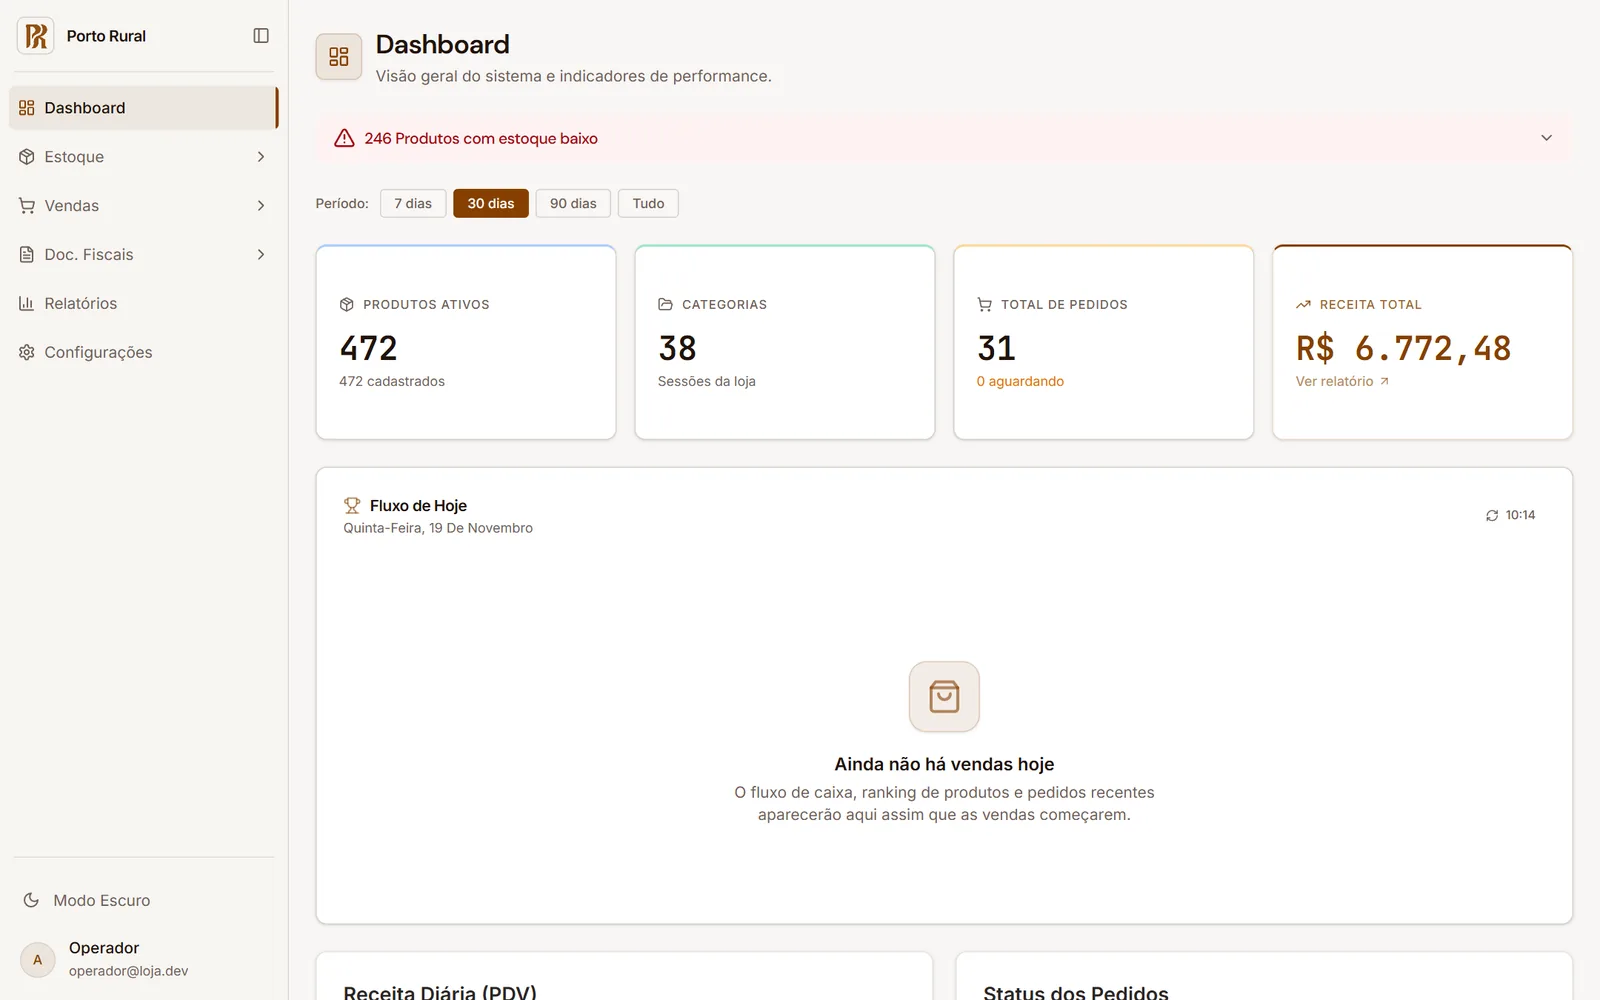 Porto Rural
Dashboard
Estoque
Vendas
Doc. Fiscais
Relatórios
Configurações
Modo Escuro
A
Operador
operador@loja.dev
Dashboard
Visão geral do sistema e indicadores de performance.
246 Produtos com estoque baixo
Período: 7 dias 30 dias 90 dias Tudo
PRODUTOS ATIVOS
472
472 cadastrados
CATEGORIAS
38
Sessões da loja
TOTAL DE PEDIDOS
31
0 aguardando
RECEITA TOTAL
R$ 6.772,48
Ver relatório
Fluxo de Hoje
Quinta-Feira, 19 De Novembro
10:14
Ainda não há vendas hoje
O fluxo de caixa, ranking de produtos e pedidos recentes
aparecerão aqui assim que as vendas começarem.
Receita Diária (PDV)
Status dos Pedidos